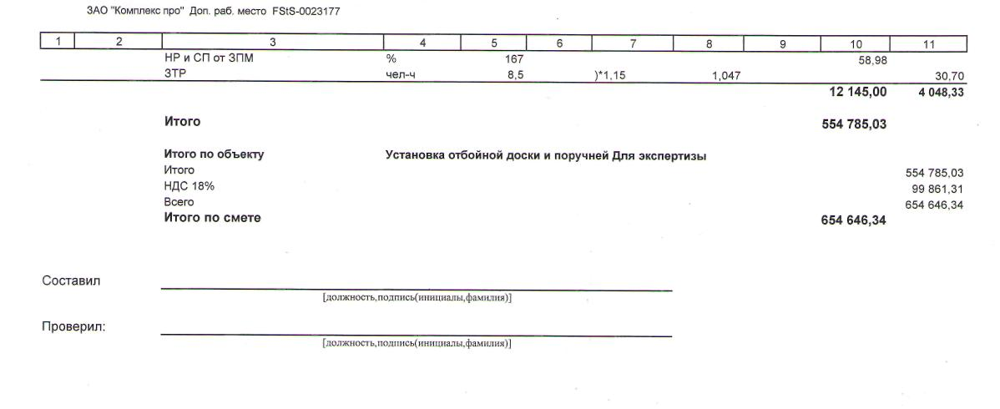 ЗАО "Комплекс про" Доп. раб. место FStS-0023177
1 2 3 4 5 6 7 8 9 10 11
НР и СП от ЗПМ % 167 58,98
ЗТР чел-ч 8,5 )*1,15 1,047 30,70
12 145,00 4 048,33
Итого 554 785,03
Итого по объекту Установка отбойной доски и поручней Для экспертизы
Итого 554 785,03
НДС 18% 99 861,31
Всего 654 646,34
Итого по смете 654 646,34
Составил
[должность,подпись(инициалы,фамилия)]
Проверил:
[должность,подпись(инициалы,фамилия)]